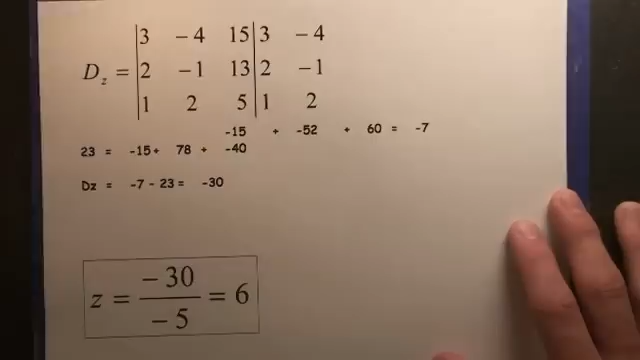 3 -4 15 3 -4
D_z = 2 -1 13 2 -1
1 2 5 1 2
-15 + -52 + 60 = -7
23 = -15+ 78 + -40
Dz = -7 - 23 = -30
z = -30 / -5 = 6